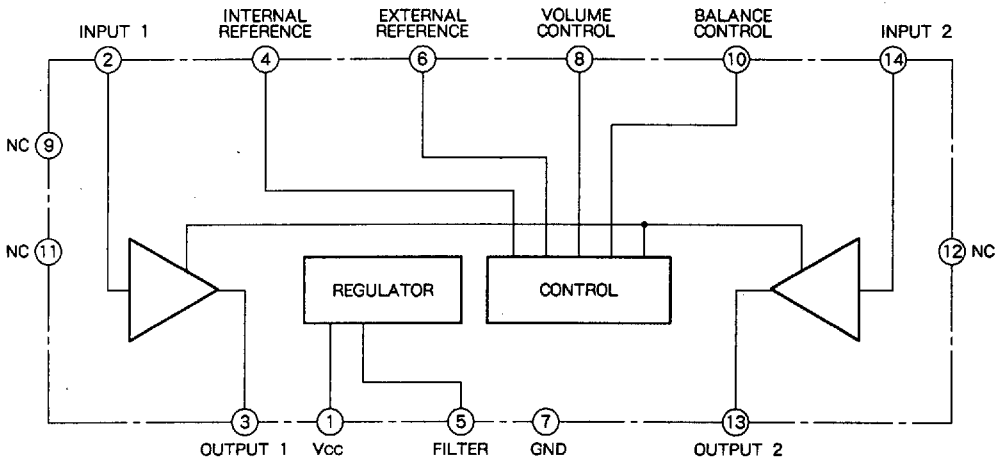 INPUT 1
INTERNAL
REFERENCE
EXTERNAL
REFERENCE
VOLUME
CONTROL
BALANCE
CONTROL
INPUT 2
2
4
6
8
10
14
NC 9
NC 11
12 NC
REGULATOR
CONTROL
3
1
5
7
13
OUTPUT 1
Vcc
FILTER
GND
OUTPUT 2